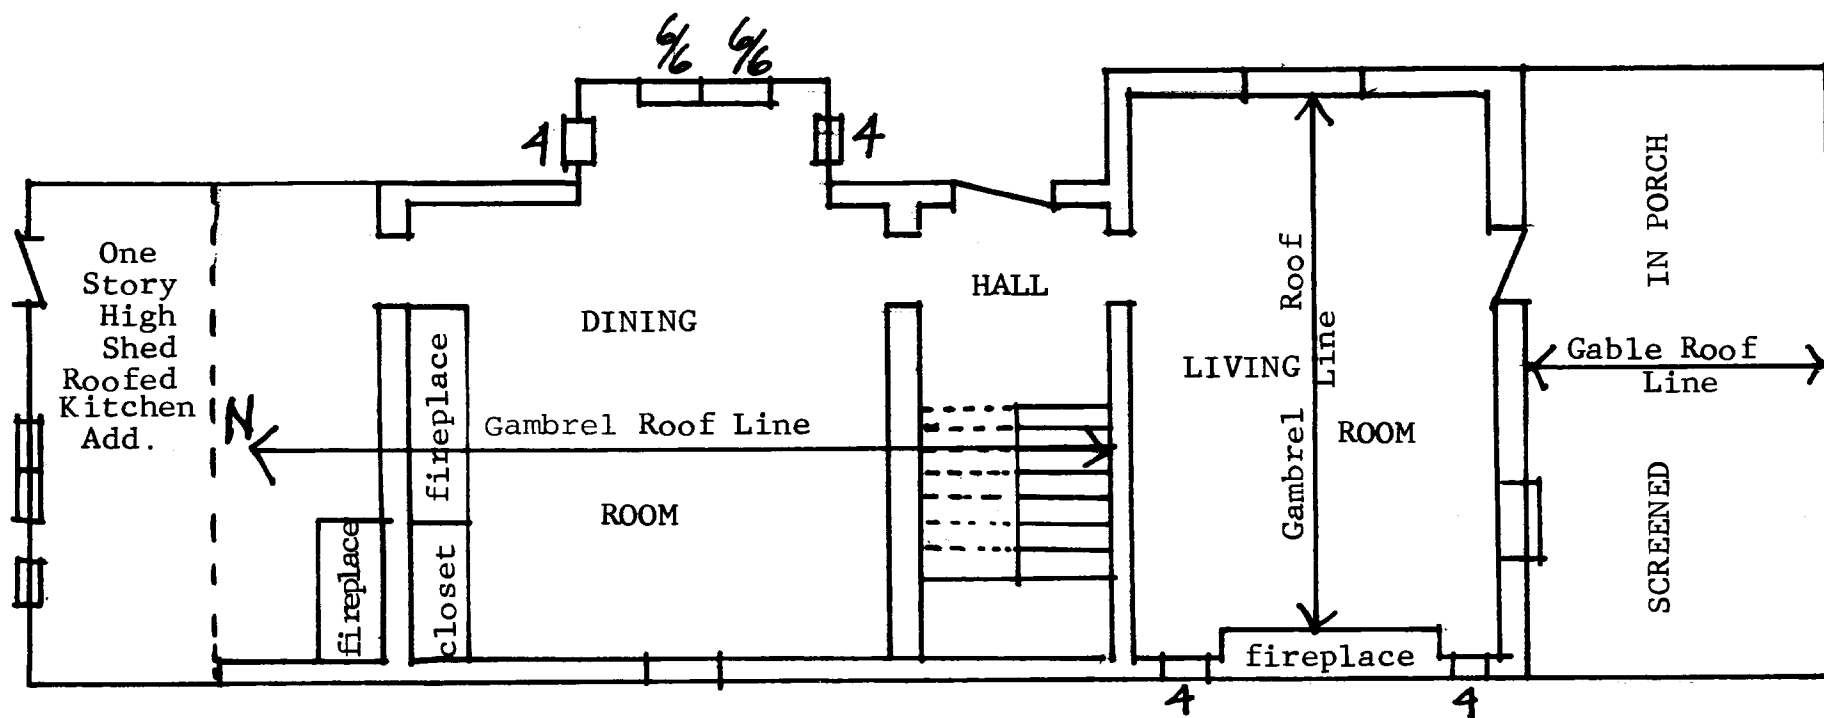 6/6 6/6
4
4
One
Story
High
Shed
Roofed
Kitchen
Add.
N
fireplace
fireplace
closet
DINING
ROOM
Gambrel Roof Line
HALL
LIVING
ROOM
Gambrel Roof
Line
fireplace
4
4
SCREENED IN PORCH
Gable Roof
Line